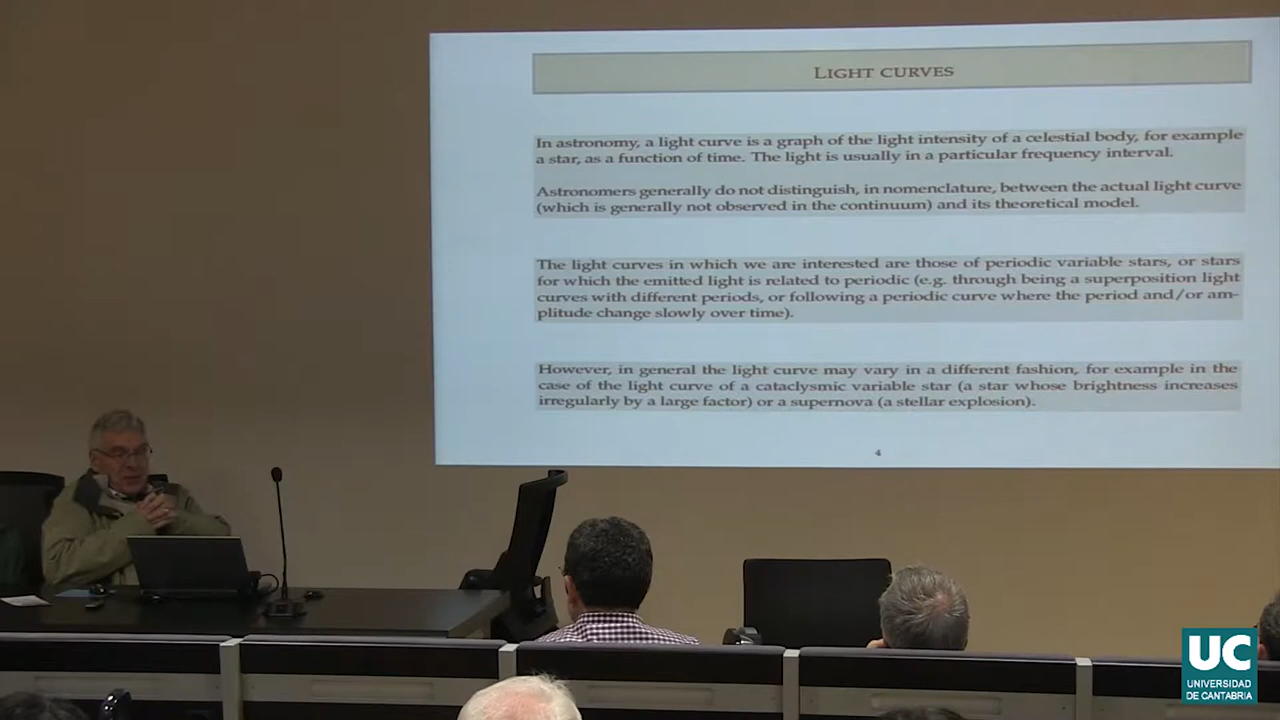 LIGHT CURVES
In astronomy, a light curve is a graph of the light intensity of a celestial body, for example
a star, as a function of time. The light is usually in a particular frequency interval.
Astronomers generally do not distinguish, in nomenclature, between the actual light curve
(which is generally not observed in the continuum) and its theoretical model.
The light curves in which we are interested are those of periodic variable stars, or stars
for which the emitted light is related to periodic (e.g. through being a superposition light
curves with different periods, or following a periodic curve where the period and/or am-
plitude change slowly over time).
However, in general the light curve may vary in a different fashion, for example in the
case of the light curve of a cataclysmic variable star (a star whose brightness increases
irregularly by a large factor) or a supernova (a stellar explosion).
4
UC
UNIVERSIDAD
DE CANTABRIA